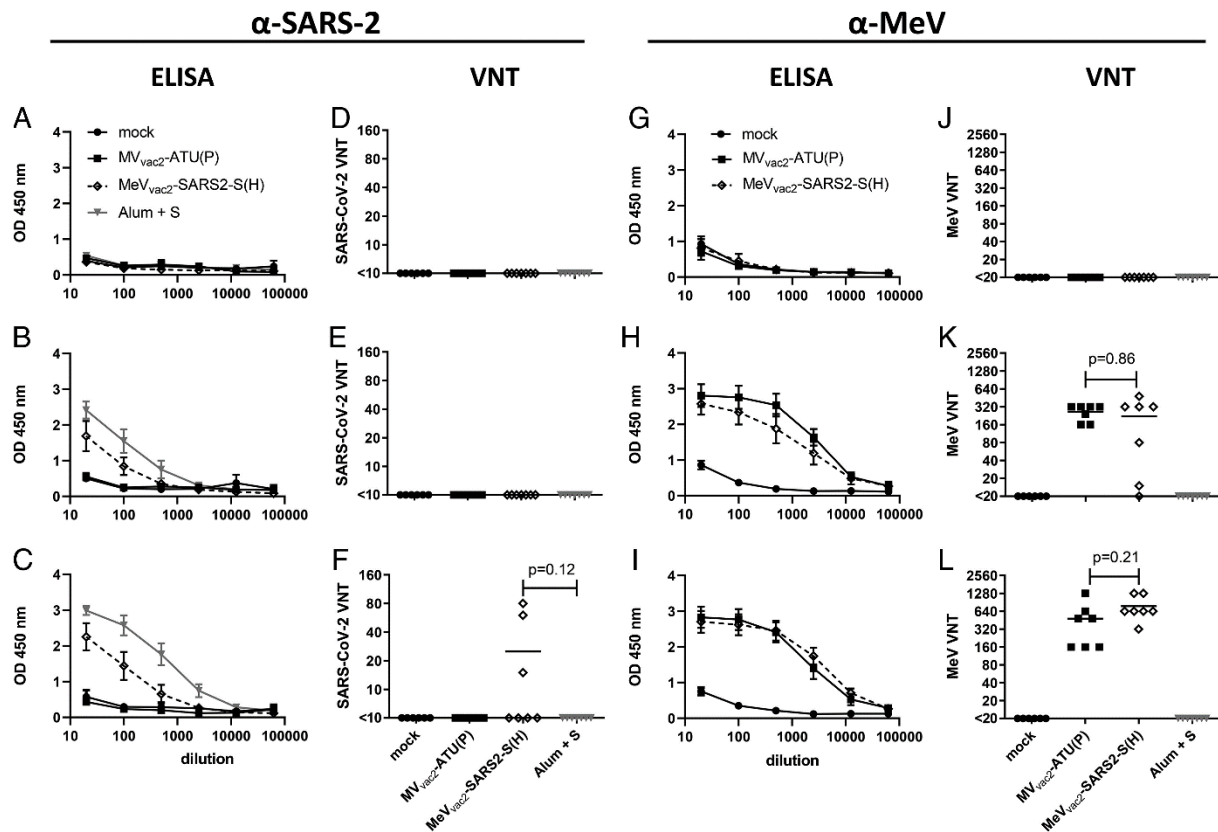 α-SARS-2 α-MeV
ELISA VNT ELISA VNT
A
mock
MVvac2-ATU(P)
MeVvac2-SARS2-S(H)
Alum + S
OD 450 nm
4
3
2
1
0
10 100 1000 10000 100000
D
SARS-CoV-2 VNT
160
80
40
20
10
<10
G
mock
MVvac2-ATU(P)
MeVvac2-SARS2-S(H)
OD 450 nm
4
3
2
1
0
10 100 1000 10000 100000
J
MeV VNT
2560
1280
640
320
160
80
40
20
<20
B
OD 450 nm
4
3
2
1
0
10 100 1000 10000 100000
E
SARS-CoV-2 VNT
160
80
40
20
10
<10
H
OD 450 nm
4
3
2
1
0
10 100 1000 10000 100000
K
p=0.86
MeV VNT
2560
1280
640
320
160
80
40
20
<20
C
OD 450 nm
4
3
2
1
0
10 100 1000 10000 100000
dilution
F
p=0.12
SARS-CoV-2 VNT
160
80
40
20
10
<10
mock
MVvac2-ATU(P)
MeVvac2-SARS2-S(H)
Alum + S
I
OD 450 nm
4
3
2
1
0
10 100 1000 10000 100000
dilution
L
p=0.21
MeV VNT
2560
1280
640
320
160
80
40
20
<20
mock
MVvac2-ATU(P)
MeVvac2-SARS2-S(H)
Alum + S